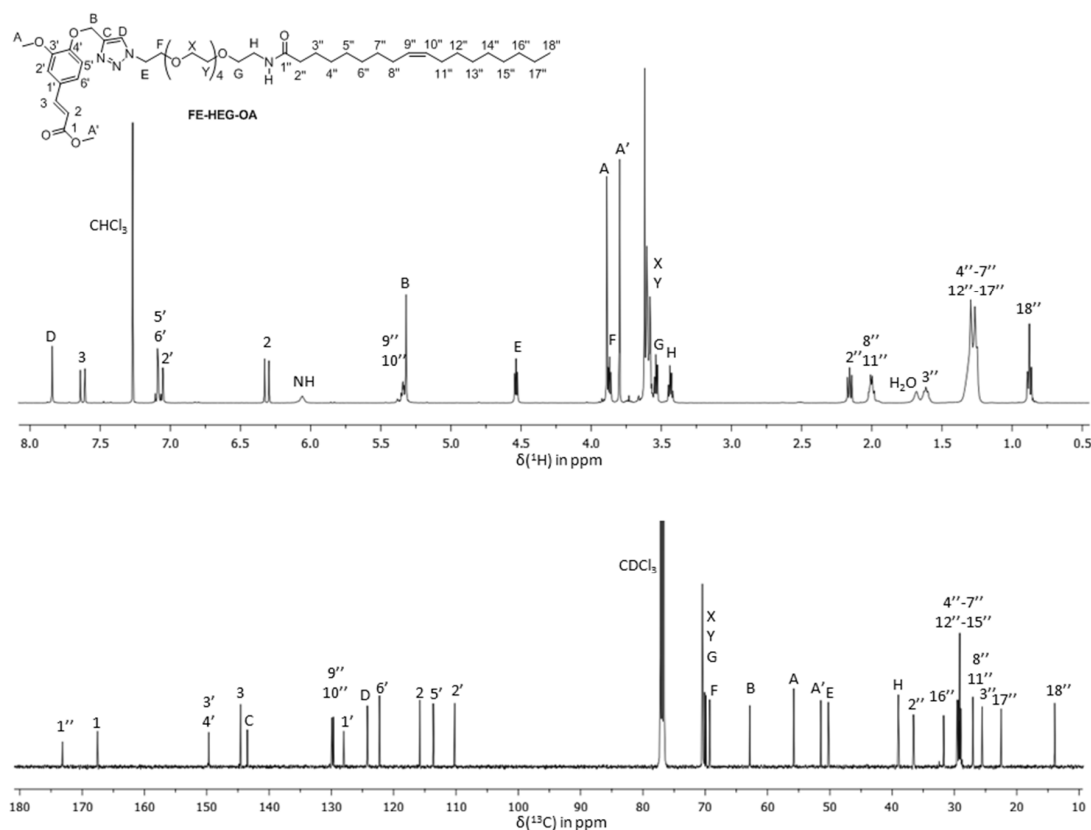 B
O
D
A
O
C
4'
3'
N
N=N
5'
2'
6'
1'
3
2
1
O
O
A'
E
F
O
X
O
Y
4
G
H
N
H
O
1''
2''
3''
4''
5''
6''
7''
8''
9''
10''
11''
12''
13''
14''
15''
16''
17''
18''
FE-HEG-OA
D
3
CHCl₃
5'
6'
2'
2
NH
9''
10''
B
E
A
F
A'
X
Y
G
H
2''
8''
11''
H₂O
3''
4''-7''
12''-17''
18''
8.0 7.5 7.0 6.5 6.0 5.5 5.0 4.5 4.0 3.5 3.0 2.5 2.0 1.5 1.0 0.5
δ(¹H) in ppm
1''
1
3'
4'
3
C
9''
10''
1'
D
6'
2
5'
2'
CDCl₃
X
Y
G
F
B
A
A'
E
H
2''
16''
4''-7''
12''-15''
8''
11''
3''
17''
18''
180 170 160 150 140 130 120 110 100 90 80 70 60 50 40 30 20 10
δ(¹³C) in ppm